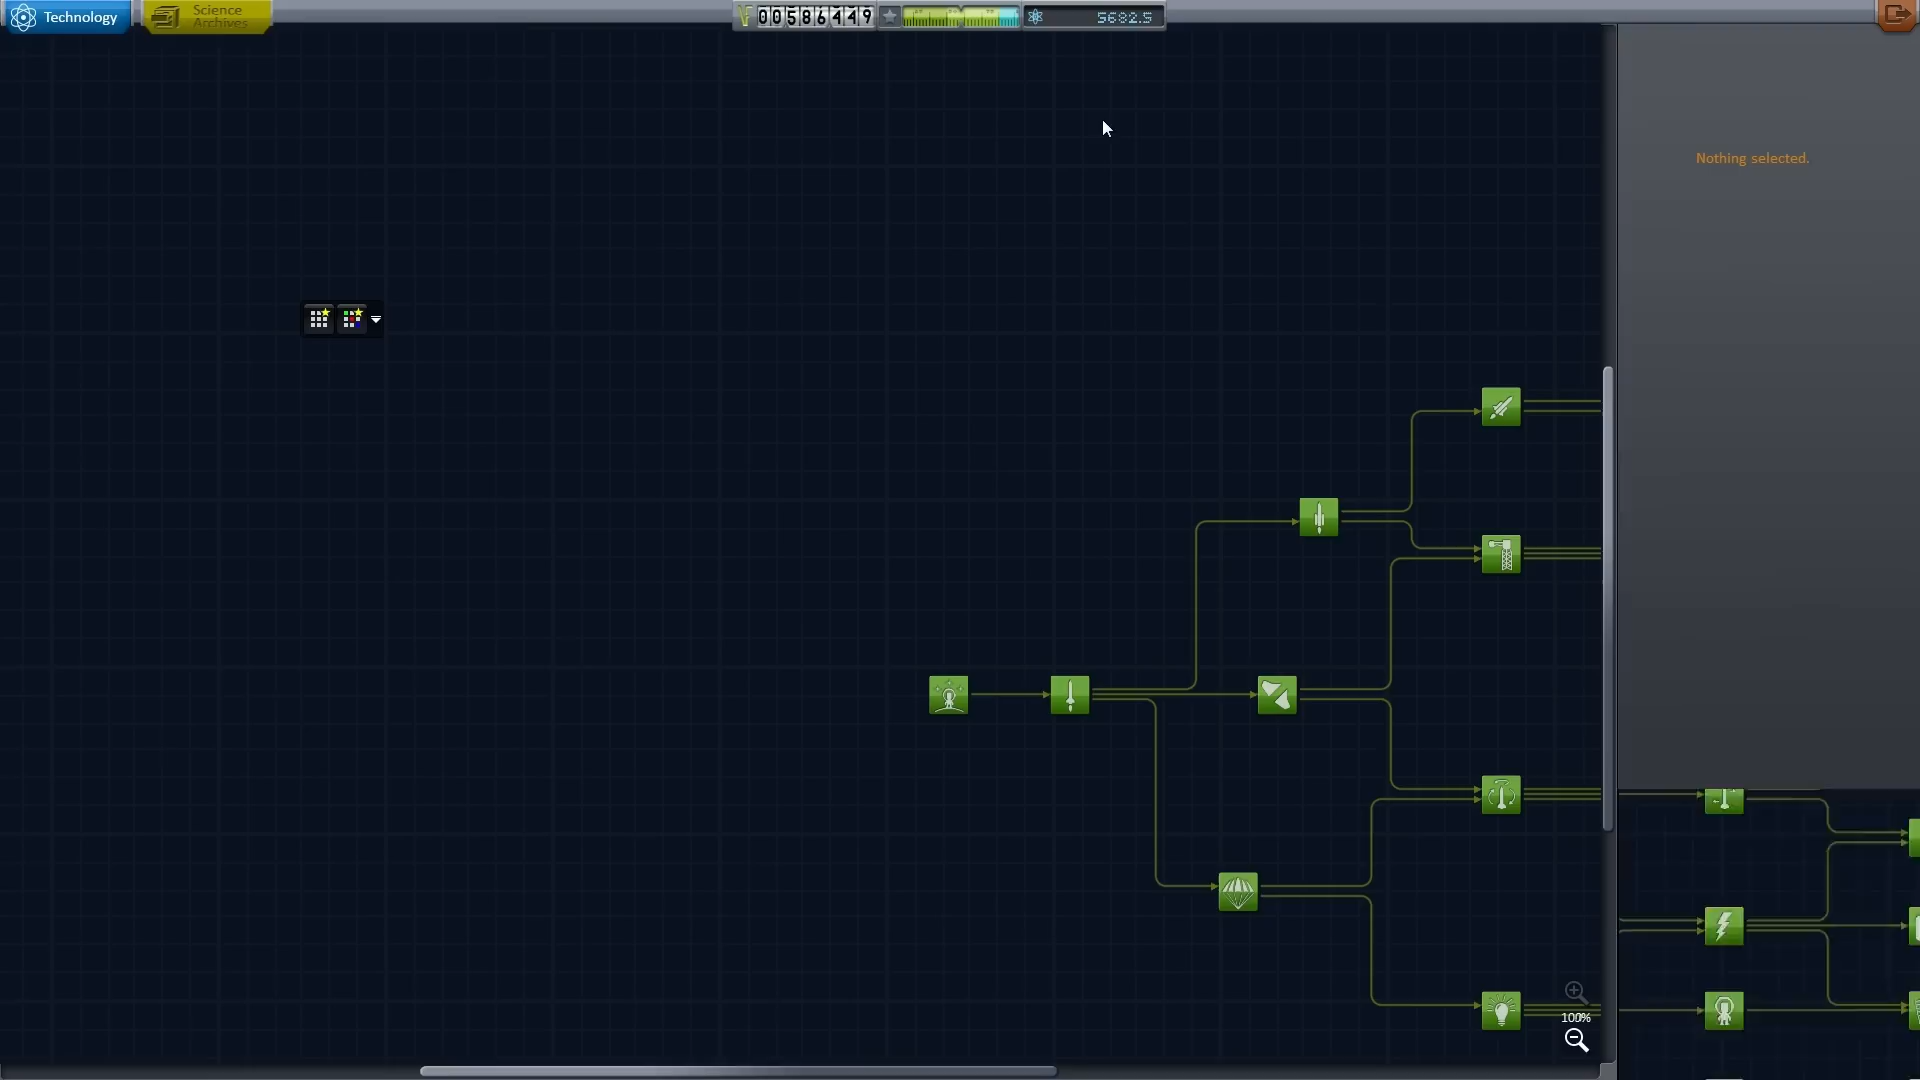 Technology
Science
Archives
00586449
5682.5
Nothing selected.
100%